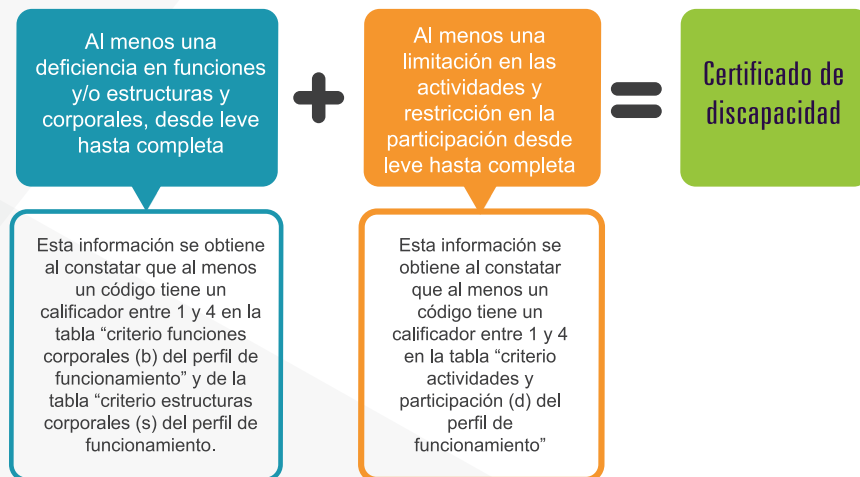 Al menos una
deficiencia en funciones
y/o estructuras y
corporales, desde leve
hasta completa
+
Al menos una
limitación en las
actividades y
restricción en la
participación desde
leve hasta completa
=
Certificado de
discapacidad
Esta información se obtiene
al constatar que al menos
un código tiene un
calificador entre 1 y 4 en la
tabla “criterio funciones
corporales (b) del perfil de
funcionamiento” y de la
tabla “criterio estructuras
corporales (s) del perfil de
funcionamiento.
Esta información se
obtiene al constatar
que al menos un
código tiene un
calificador entre 1 y 4
en la tabla “criterio
actividades y
participación (d) del
perfil de
funcionamiento”